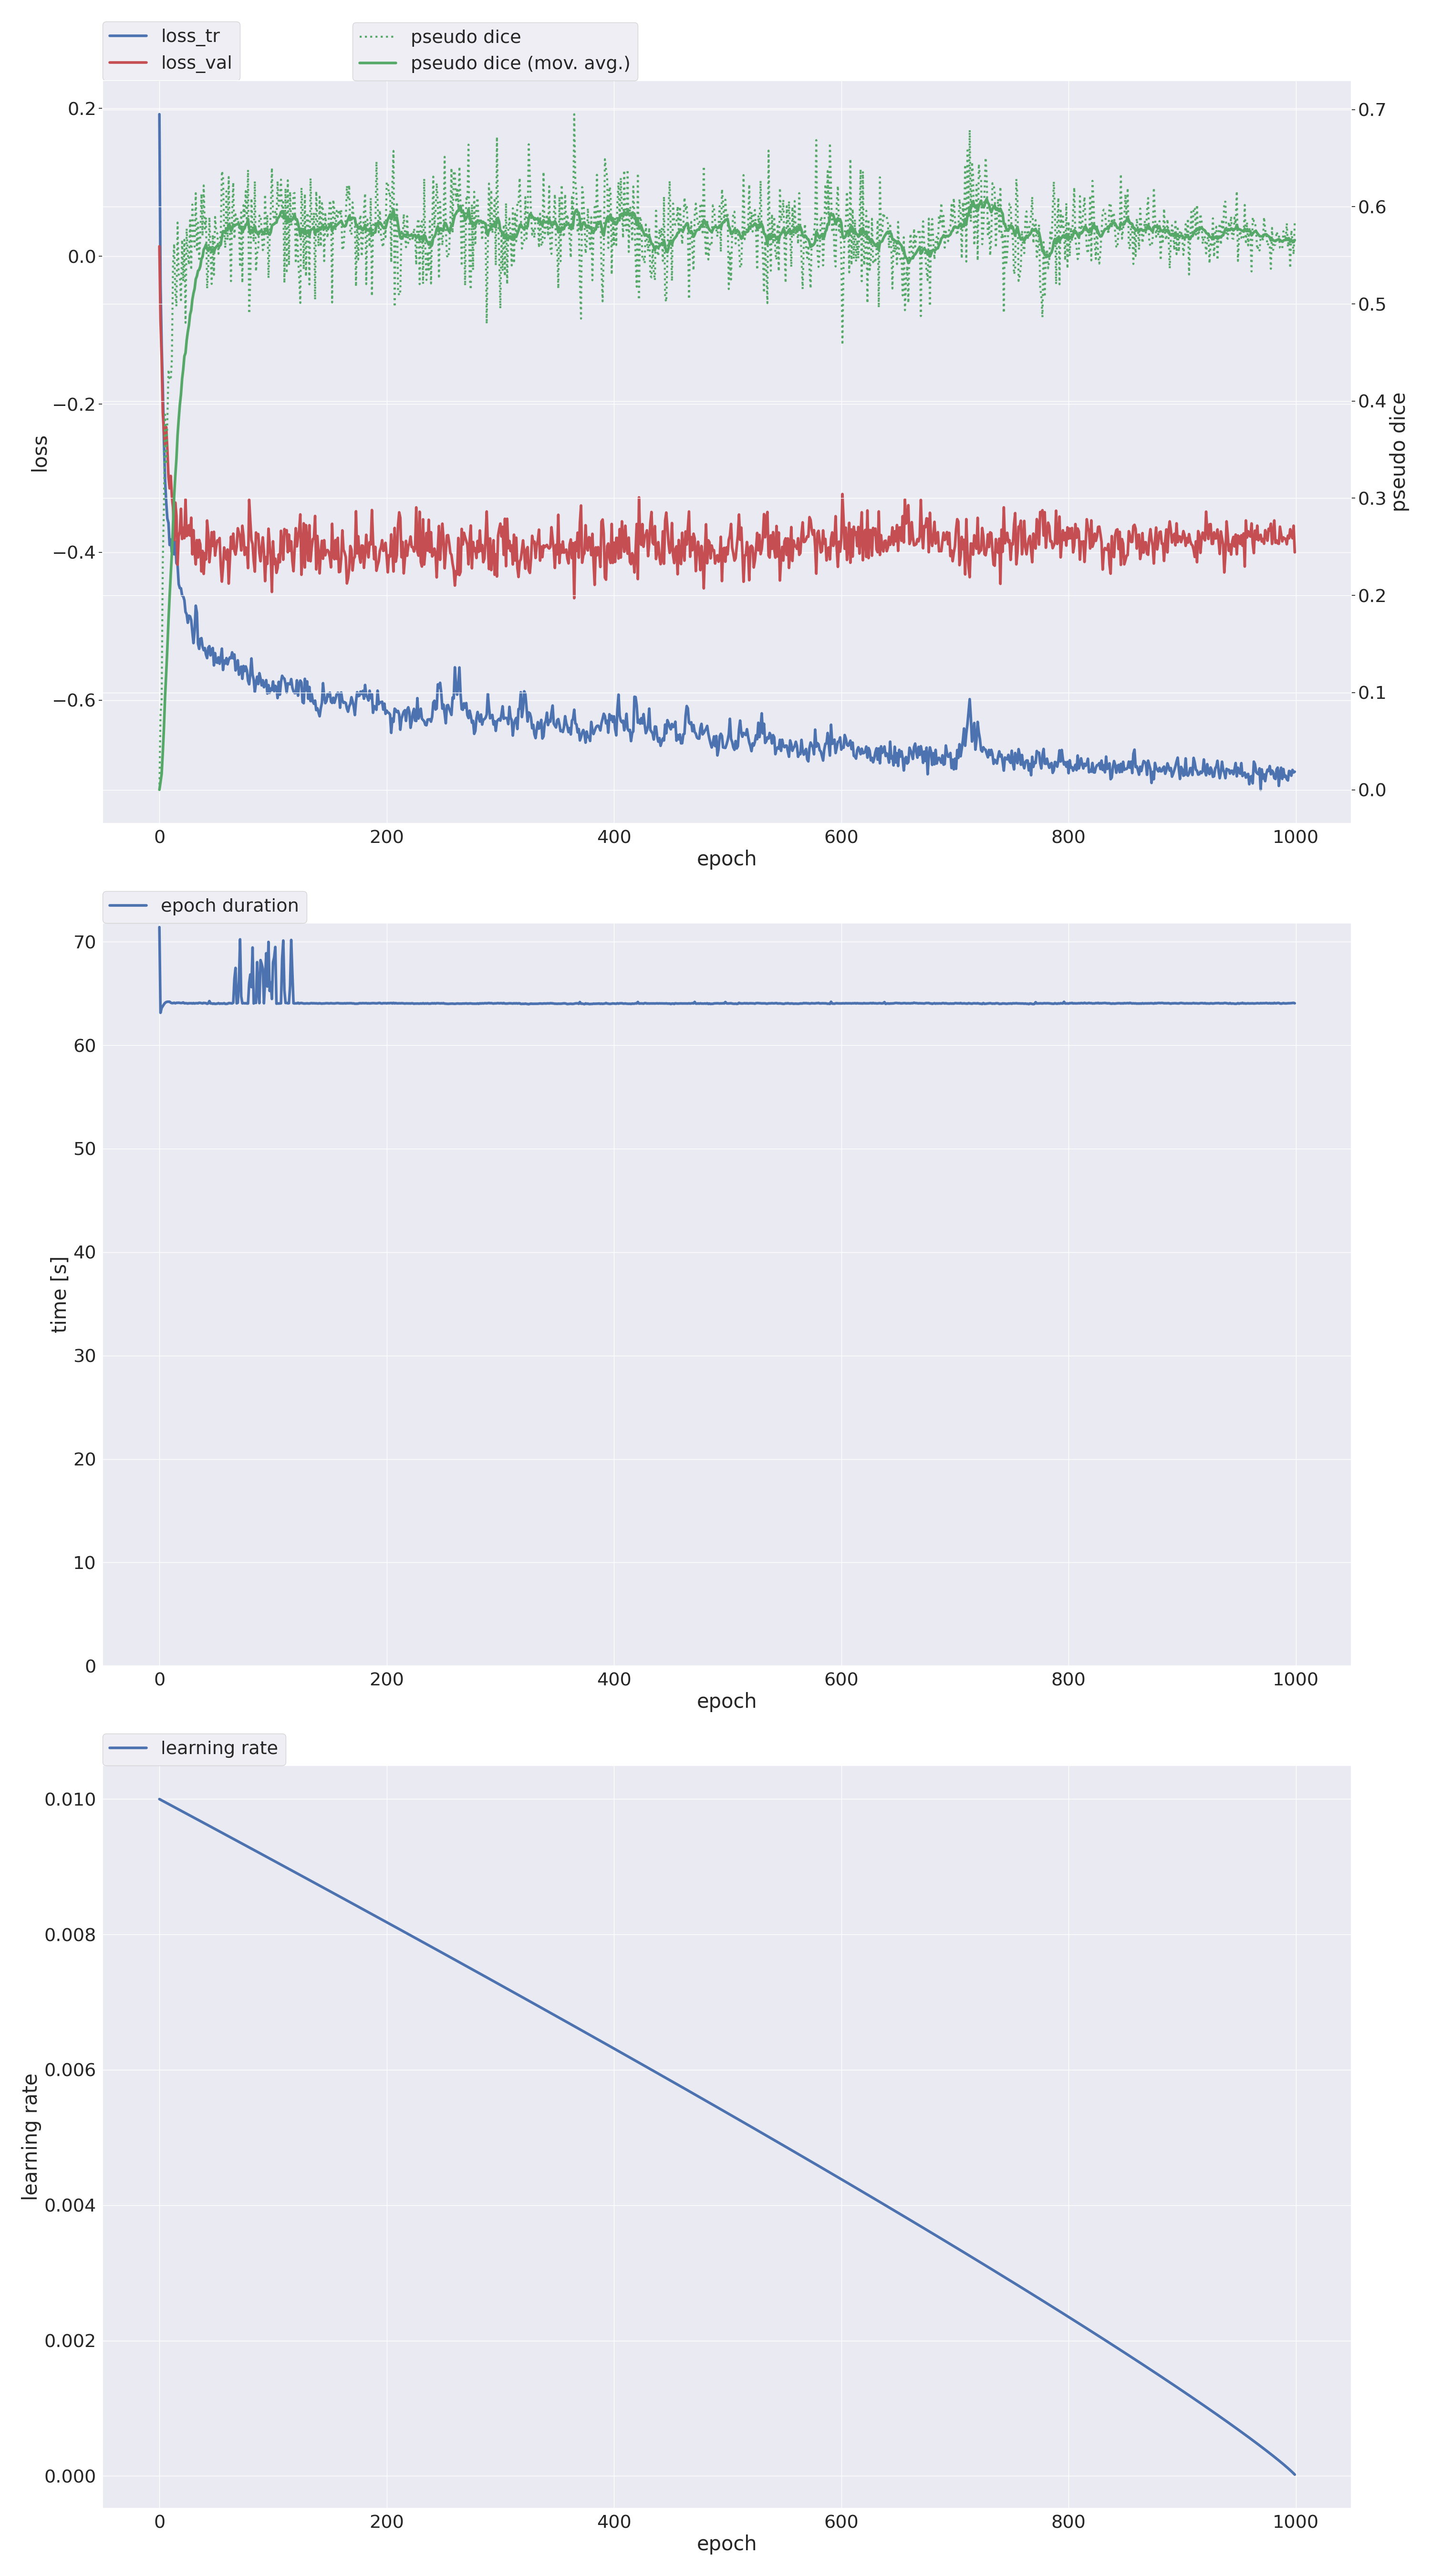 loss_tr
loss_val
pseudo dice
pseudo dice (mov. avg.)
0.2
0.0
−0.2
−0.4
−0.6
loss
0.7
0.6
0.5
0.4
0.3
0.2
0.1
0.0
pseudo dice
0 200 400 600 800 1000
epoch
epoch duration
70
60
50
40
30
20
10
0
time [s]
0 200 400 600 800 1000
epoch
learning rate
0.010
0.008
0.006
0.004
0.002
0.000
learning rate
0 200 400 600 800 1000
epoch